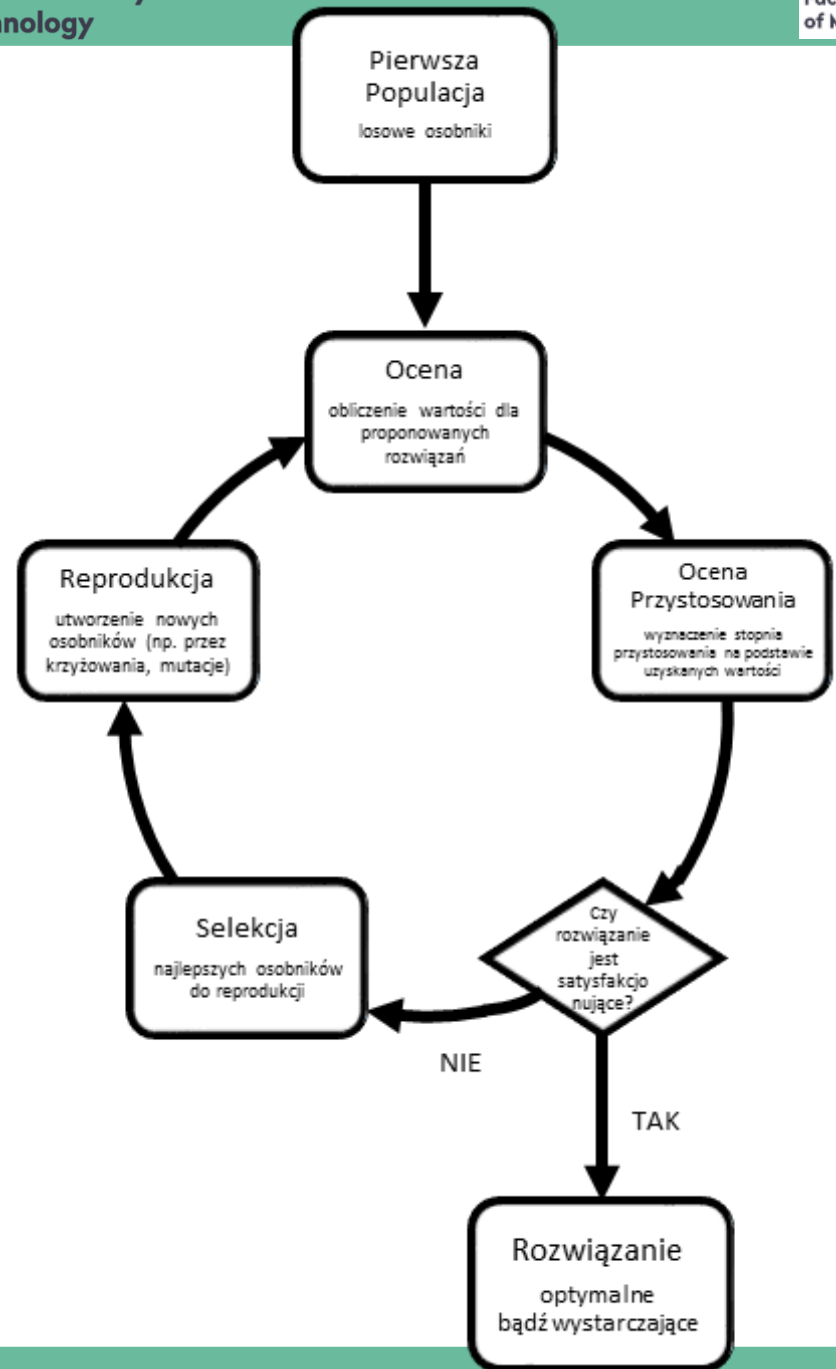 Pierwsza
Populacja
losowe osobniki
Ocena
obliczenie wartości dla
proponowanych
rozwiązań
Ocena
Przystosowania
wyznaczenie stopnia
przystosowania na podstawie
uzyskanych wartości
Czy
rozwiązanie
jest
satysfakcjo
nujące?
NIE
TAK
Selekcja
najlepszych osobników
do reprodukcji
Reprodukcja
utworzenie nowych
osobników (np. przez
krzyżowania, mutacje)
Rozwiązanie
optymalne
bądź wystarczające